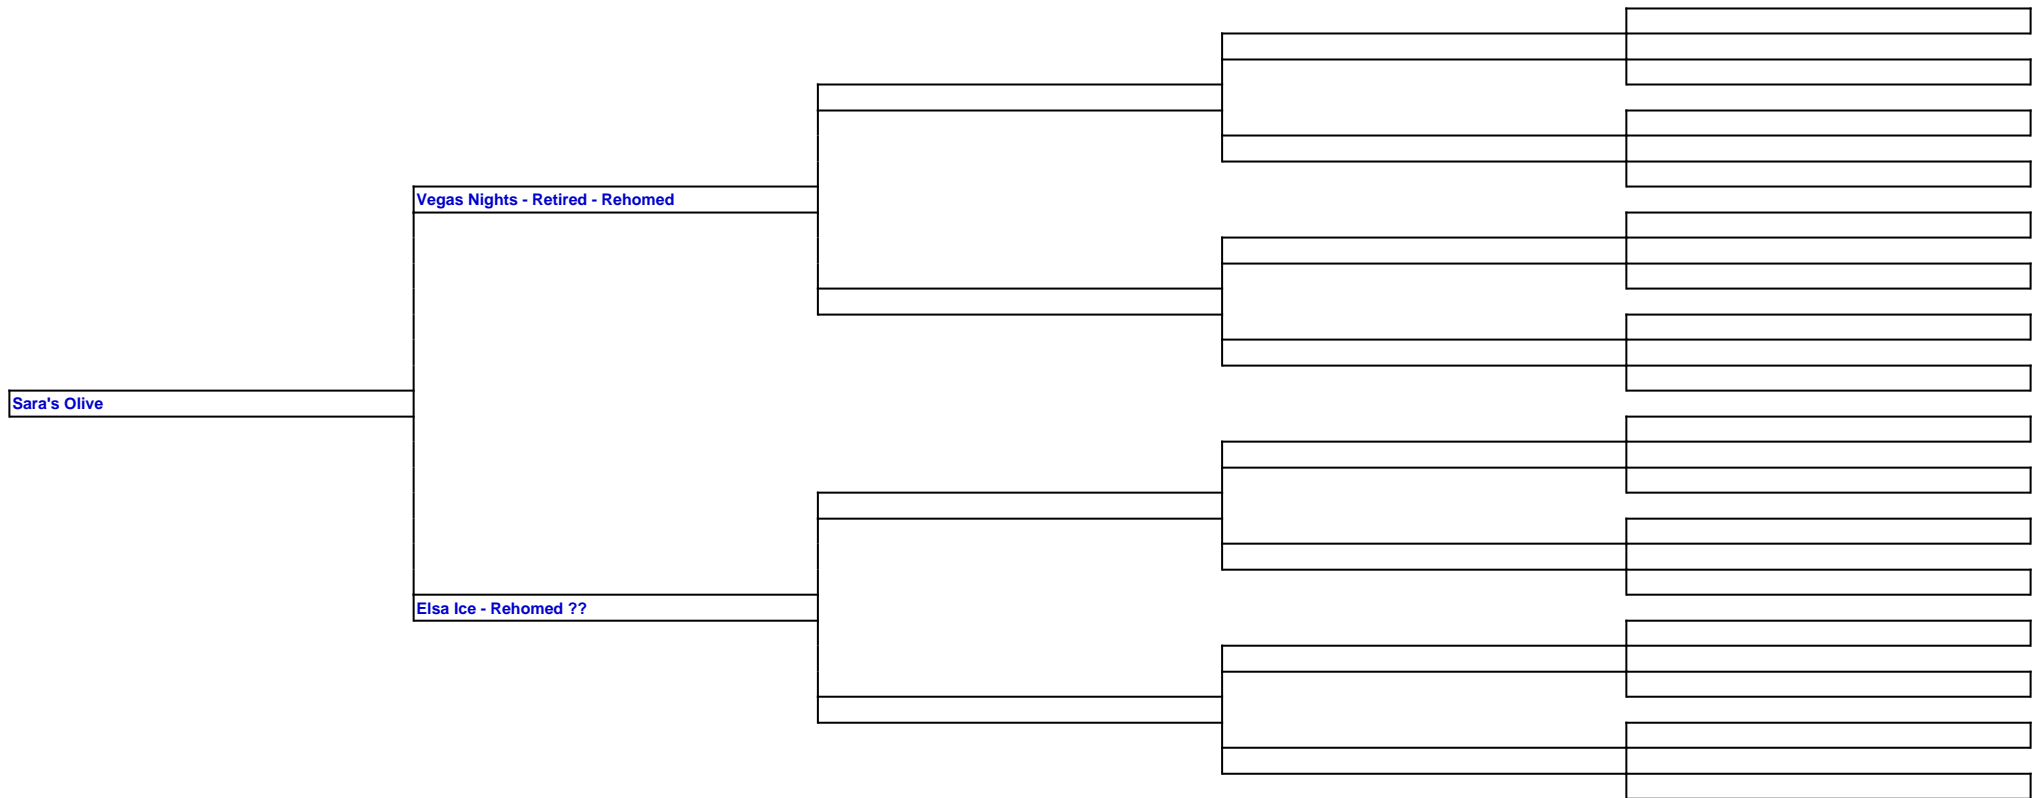 Vegas Nights - Retired - Rehomed
Sara's Olive
Elsa Ice - Rehomed ??